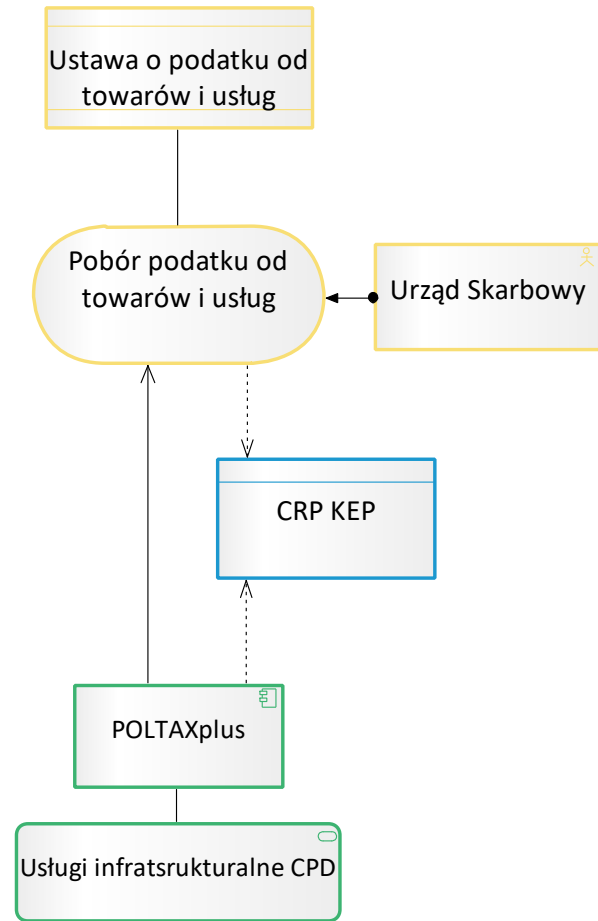 Ustawa o podatku od
towarów i usług
Pobór podatku od
towarów i usług
Urząd Skarbowy
CRP KEP
POLTAXplus
Usługi infratsrukturalne CPD